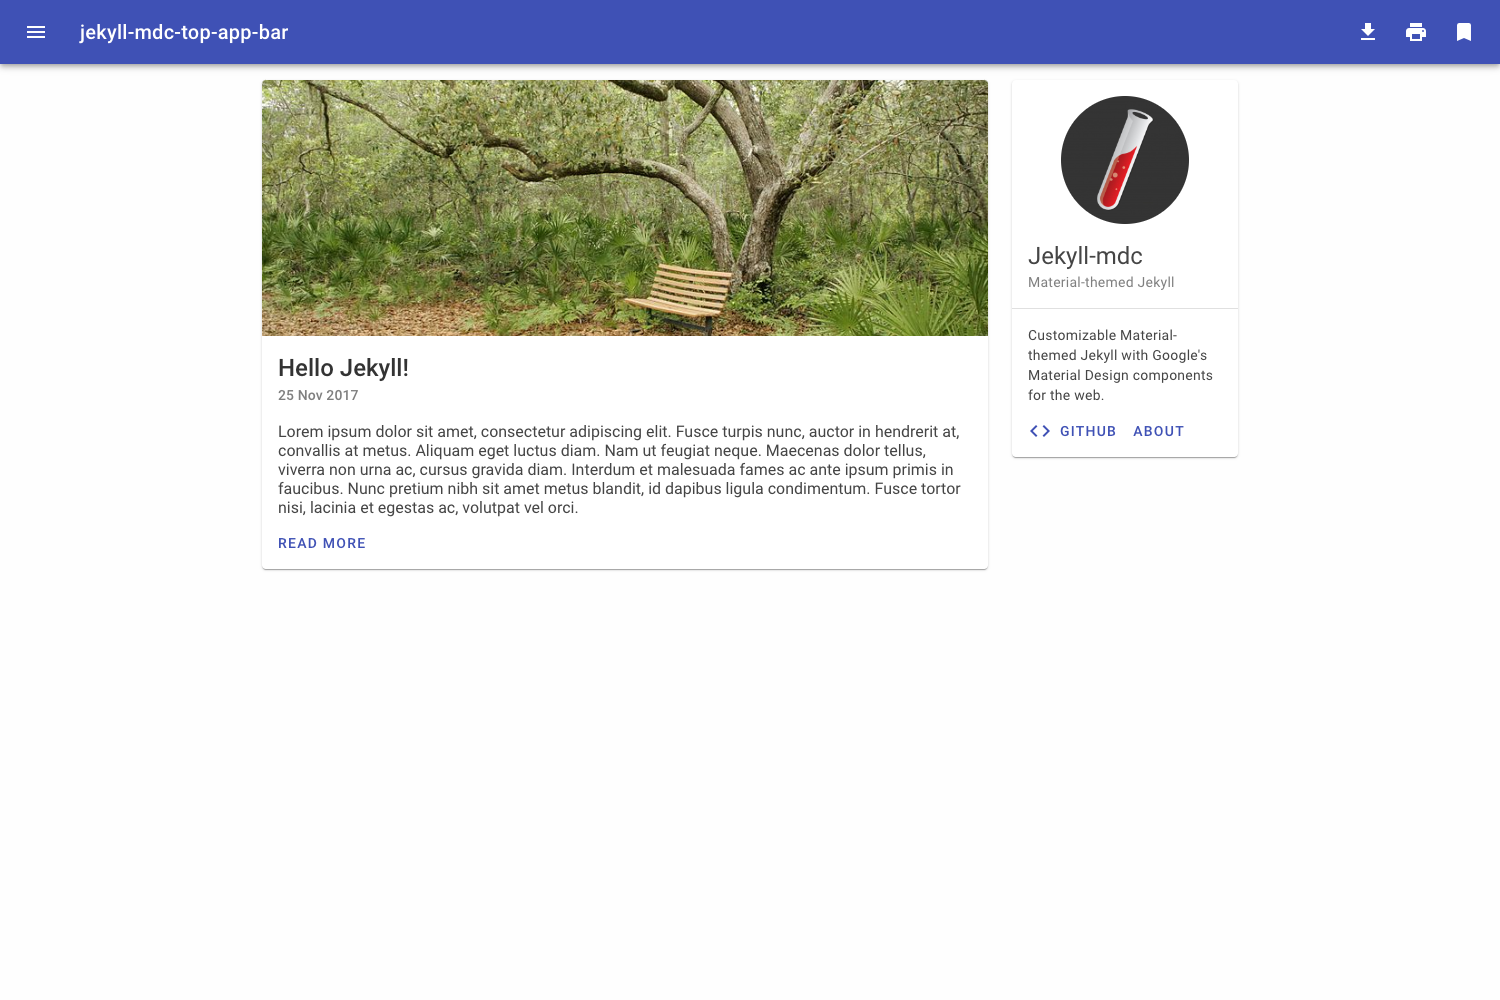 jekyll-mdc-top-app-bar
Hello Jekyll!
25 Nov 2017
Lorem ipsum dolor sit amet, consectetur adipiscing elit. Fusce turpis nunc, auctor in hendrerit at,
convallis at metus. Aliquam eget luctus diam. Nam ut feugiat neque. Maecenas dolor tellus,
viverra non urna ac, cursus gravida diam. Interdum et malesuada fames ac ante ipsum primis in
faucibus. Nunc pretium nibh sit amet metus blandit, id dapibus ligula condimentum. Fusce tortor
nisi, lacinia et egestas ac, volutpat vel orci.
READ MORE
Jekyll-mdc
Material-themed Jekyll
Customizable Material-
themed Jekyll with Google's
Material Design components
for the web.
GITHUB ABOUT